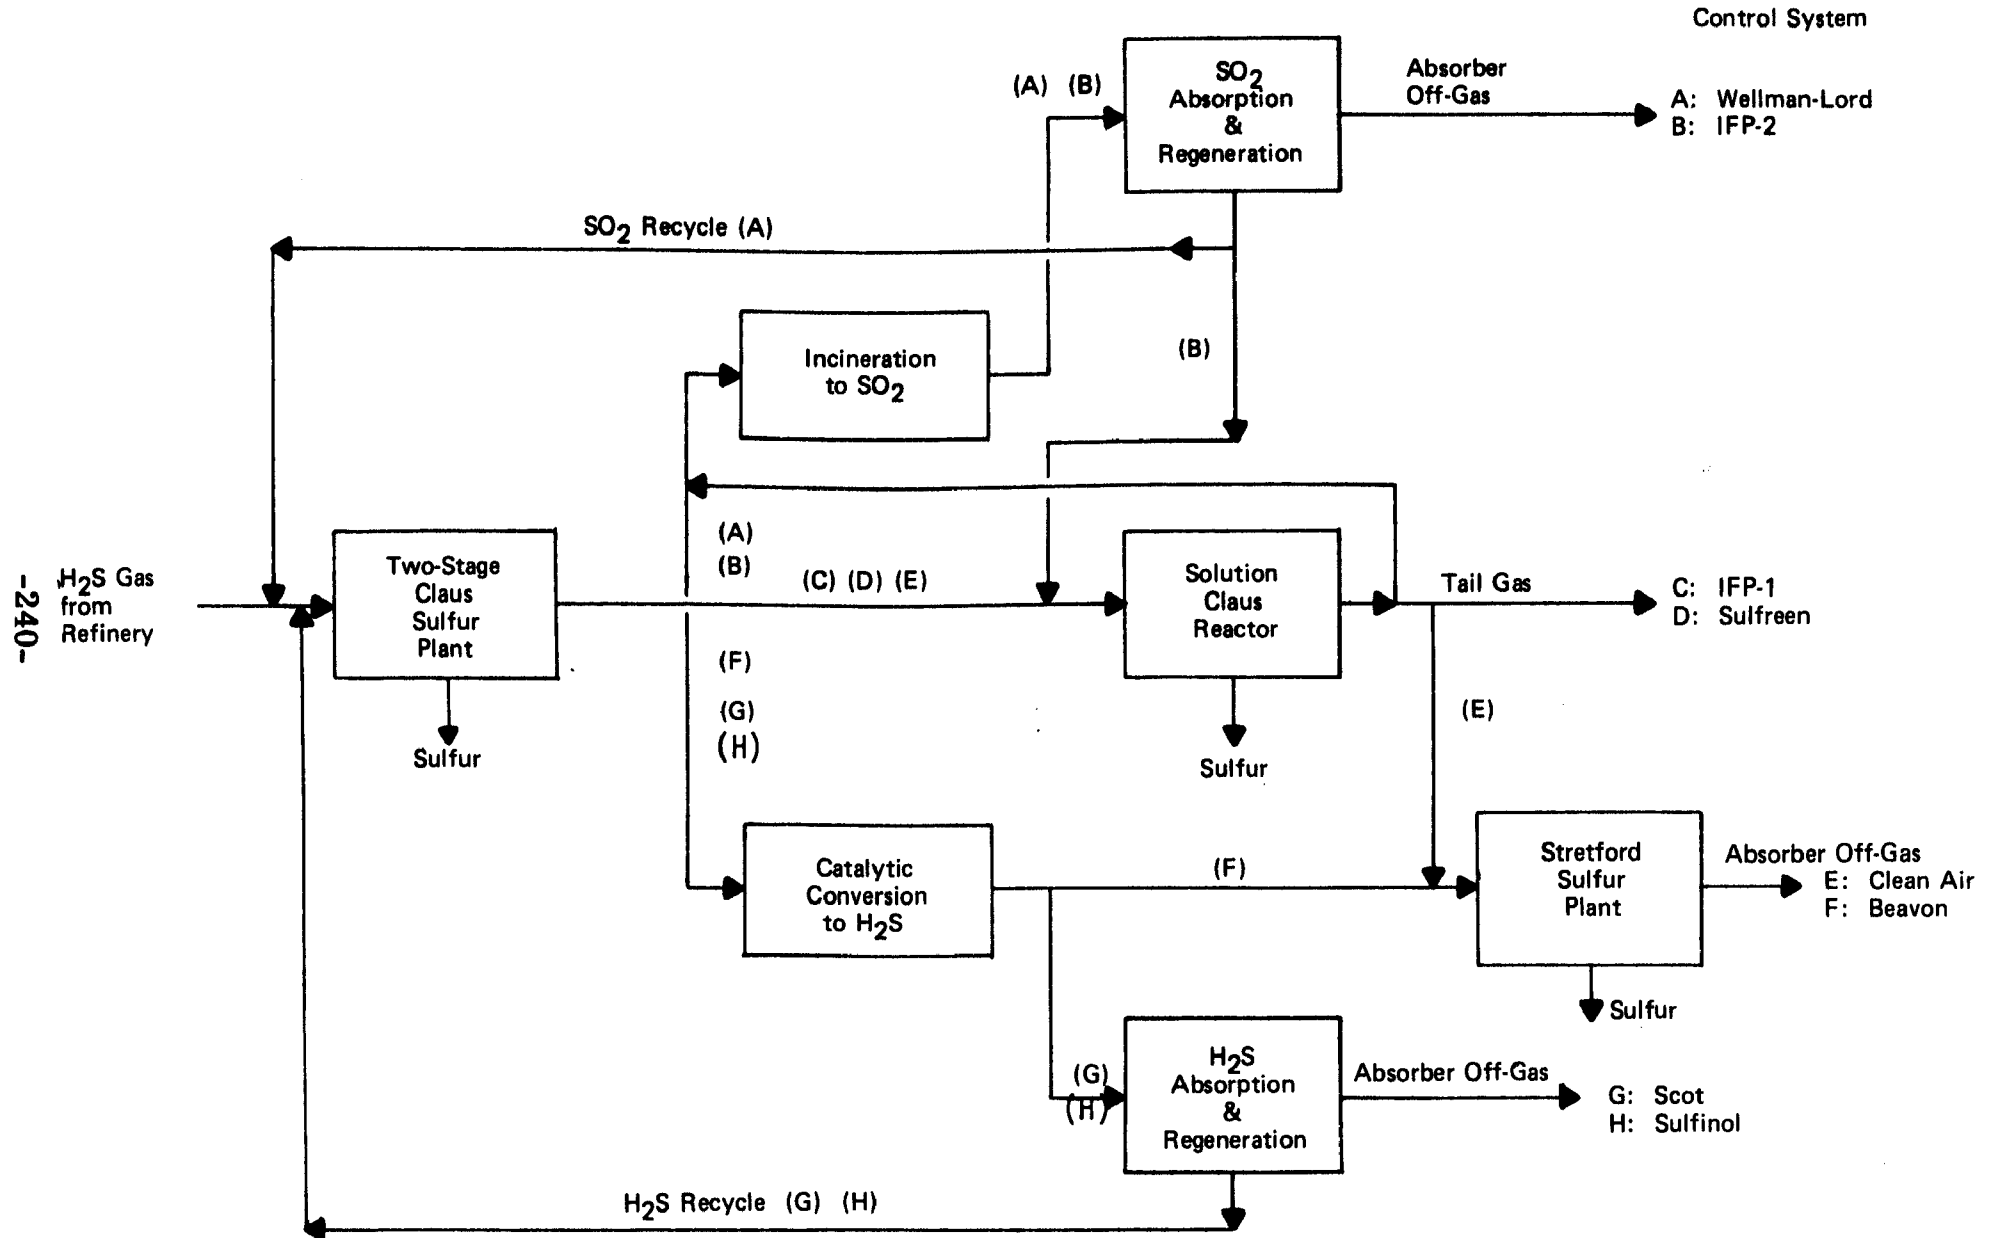 Control System
SO2
Absorption
&
Regeneration
(A) (B)
Absorber
Off-Gas
A: Wellman-Lord
B: IFP-2
SO2 Recycle (A)
Incineration
to SO2
(B)
-240-
H2S Gas
from
Refinery
Two-Stage
Claus
Sulfur
Plant
Sulfur
(A)
(B)
(C) (D) (E)
(F)
(G)
(H)
Solution
Claus
Reactor
Sulfur
Tail Gas
C: IFP-1
D: Sulfreen
(E)
Catalytic
Conversion
to H2S
(F)
Stretford
Sulfur
Plant
Absorber Off-Gas
E: Clean Air
F: Beavon
Sulfur
(G)
(H)
H2S
Absorption
&
Regeneration
Absorber Off-Gas
G: Scot
H: Sulfinol
H2S Recycle (G) (H)